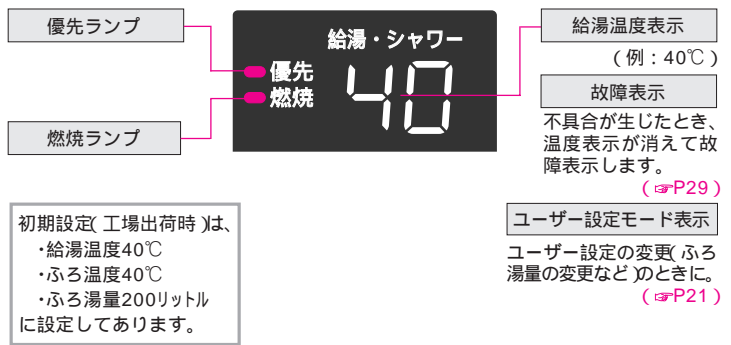 優先ランプ
燃焼ランプ
給湯・シャワー
優先
燃焼
40
給湯温度表示
(例：40℃)
故障表示
不具合が生じたとき、
温度表示が消えて故
障表示します。
(☞P29)
ユーザー設定モード表示
ユーザー設定の変更(ふろ
湯量の変更など)のときに。
(☞P21)
初期設定(工場出荷時)は、
・給湯温度40℃
・ふろ温度40℃
・ふろ湯量200リットル
に設定してあります。